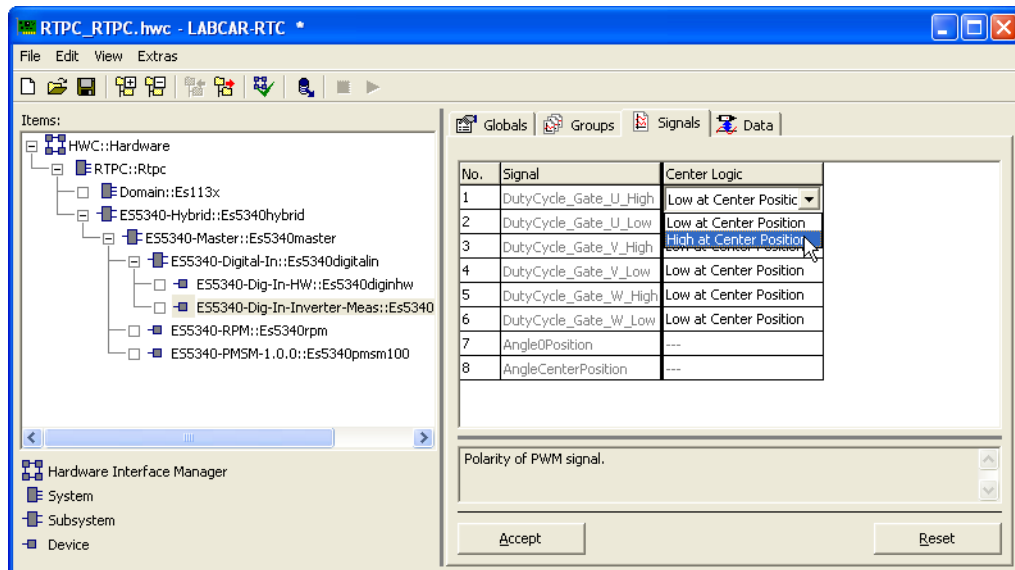 RTPC_RTPC.hwc - LABCAR-RTC *
File Edit View Extras
Items:
HWC::Hardware
RTPC::Rtpc
Domain::Es113x
ES5340-Hybrid::Es5340hybrid
ES5340-Master::Es5340master
ES5340-Digital-In::Es5340digitalin
ES5340-Dig-In-HW::Es5340diginhw
ES5340-Dig-In-Inverter-Meas::Es5340
ES5340-RPM::Es5340rpm
ES5340-PMSM-1.0.0::Es5340pmsm100
Hardware Interface Manager
System
Subsystem
Device
Globals Groups Signals Data
No. Signal Center Logic
1 DutyCycle_Gate_U_High Low at Center Positic
2 DutyCycle_Gate_U_Low Low at Center Position
High at Center Position
3 DutyCycle_Gate_V_High
4 DutyCycle_Gate_V_Low Low at Center Position
5 DutyCycle_Gate_W_High Low at Center Position
6 DutyCycle_Gate_W_Low Low at Center Position
7 Angle0Position ---
8 AngleCenterPosition ---
Polarity of PWM signal.
Accept Reset